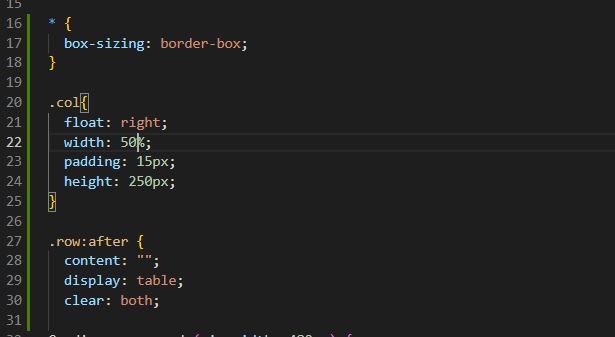 15
16 * {
17 box-sizing: border-box;
18 }
19
20 .col{
21 float: right;
22 width: 50%;
23 padding: 15px;
24 height: 250px;
25 }
26
27 .row:after {
28 content: "";
29 display: table;
30 clear: both;
31